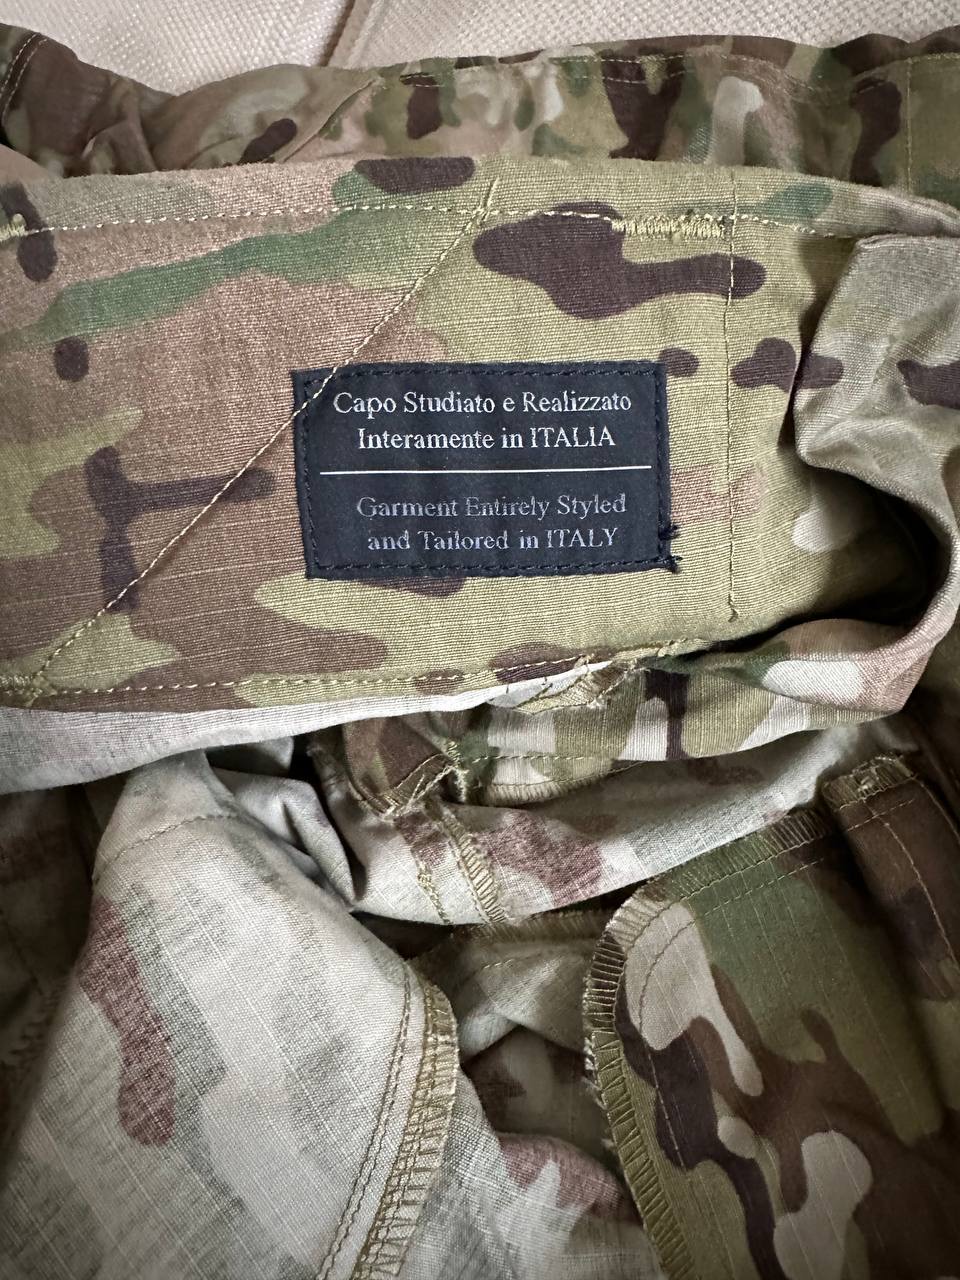 Capo Studiato e Realizzato
Interamente in ITALIA
Garment Entirely Styled
and Tailored in ITALY